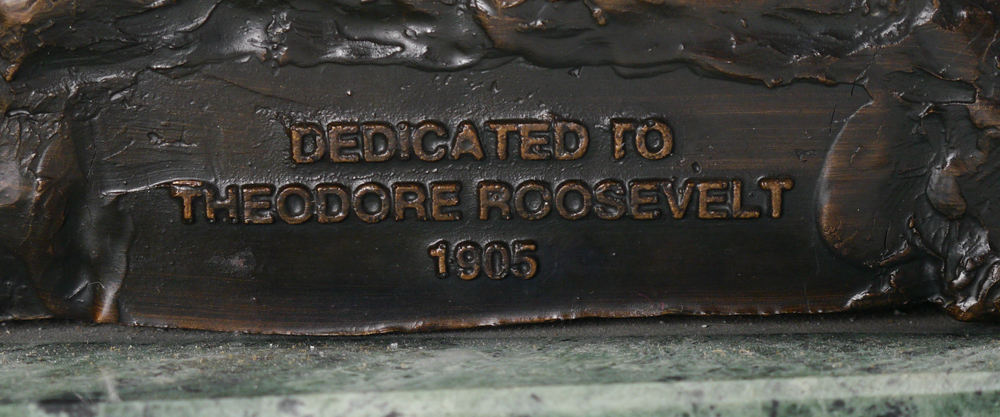 DEDICATED TO
THEODORE ROOSEVELT
1905